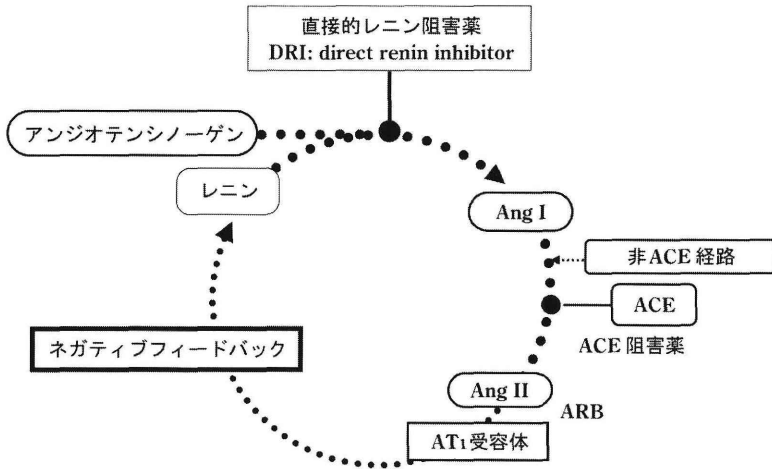 直接的レニン阻害薬
DRI: direct renin inhibitor
アンジオテンシノーゲン
レニン
Ang I
非ACE経路
ACE
ACE阻害薬
ネガティブフィードバック
Ang II
ARB
AT₁受容体